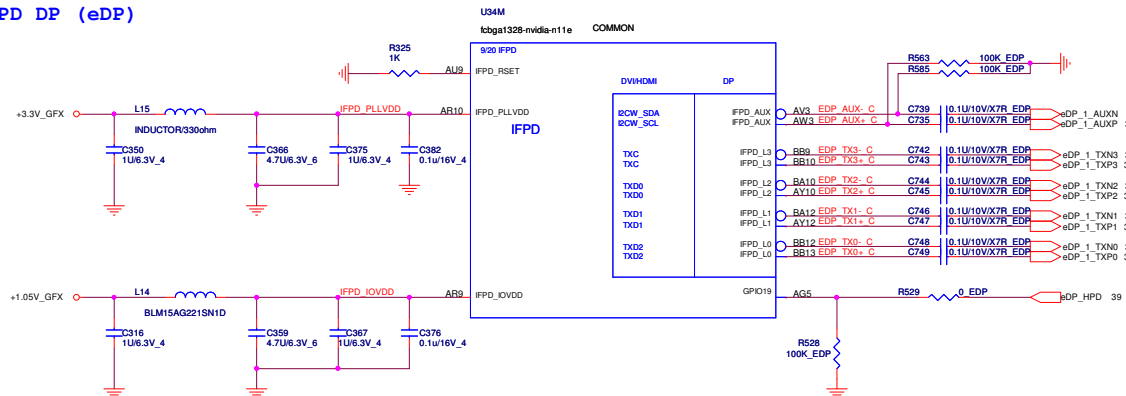 PD DP (eDP)
U34M
fcbga1328-nvidia-n11e COMMON
9/20 IFPD
R325
1K
AU9 IFPD_RSET
+3.3V_GFX
L15
INDUCTOR/330ohm
IFPD_PLLVDD
AR10 IFPD_PLLVDD
IFPD
C350
1U/6.3V_4
C366
4.7U/6.3V_6
C375
1U/6.3V_4
C382
0.1u/16V_4
+1.05V_GFX
L14
BLM15AG221SN1D
IFPD_IOVDD
AR9 IFPD_IOVDD
C316
1U/6.3V_4
C359
4.7U/6.3V_6
C367
1U/6.3V_4
C376
0.1u/16V_4
DVI/HDMI DP
I2CW_SDA
I2CW_SCL
TXC
TXC
TXD0
TXD0
TXD1
TXD1
TXD2
TXD2
R563 100K_EDP
R585 100K_EDP
IFPD_AUX AV3 EDP_AUX-_C C739 0.1U/10V/X7R_EDP eDP_1_AUXN
IFPD_AUX AW3 EDP_AUX+_C C735 0.1U/10V/X7R_EDP eDP_1_AUXP
IFPD_L3 BB9 EDP_TX3-_C C742 0.1U/10V/X7R_EDP eDP_1_TXN3
IFPD_L3 BB10 EDP_TX3+_C C743 0.1U/10V/X7R_EDP eDP_1_TXP3
IFPD_L2 BA10 EDP_TX2-_C C744 0.1U/10V/X7R_EDP eDP_1_TXN2
IFPD_L2 AY10 EDP_TX2+_C C745 0.1U/10V/X7R_EDP eDP_1_TXP2
IFPD_L1 BA12 EDP_TX1-_C C746 0.1U/10V/X7R_EDP eDP_1_TXN1
IFPD_L1 AY12 EDP_TX1+_C C747 0.1U/10V/X7R_EDP eDP_1_TXP1
IFPD_L0 BB12 EDP_TX0-_C C748 0.1U/10V/X7R_EDP eDP_1_TXN0
IFPD_L0 BB13 EDP_TX0+_C C749 0.1U/10V/X7R_EDP eDP_1_TXP0
GPIO19 AG5 R529 0_EDP eDP_HPD 39
R528
100K_EDP